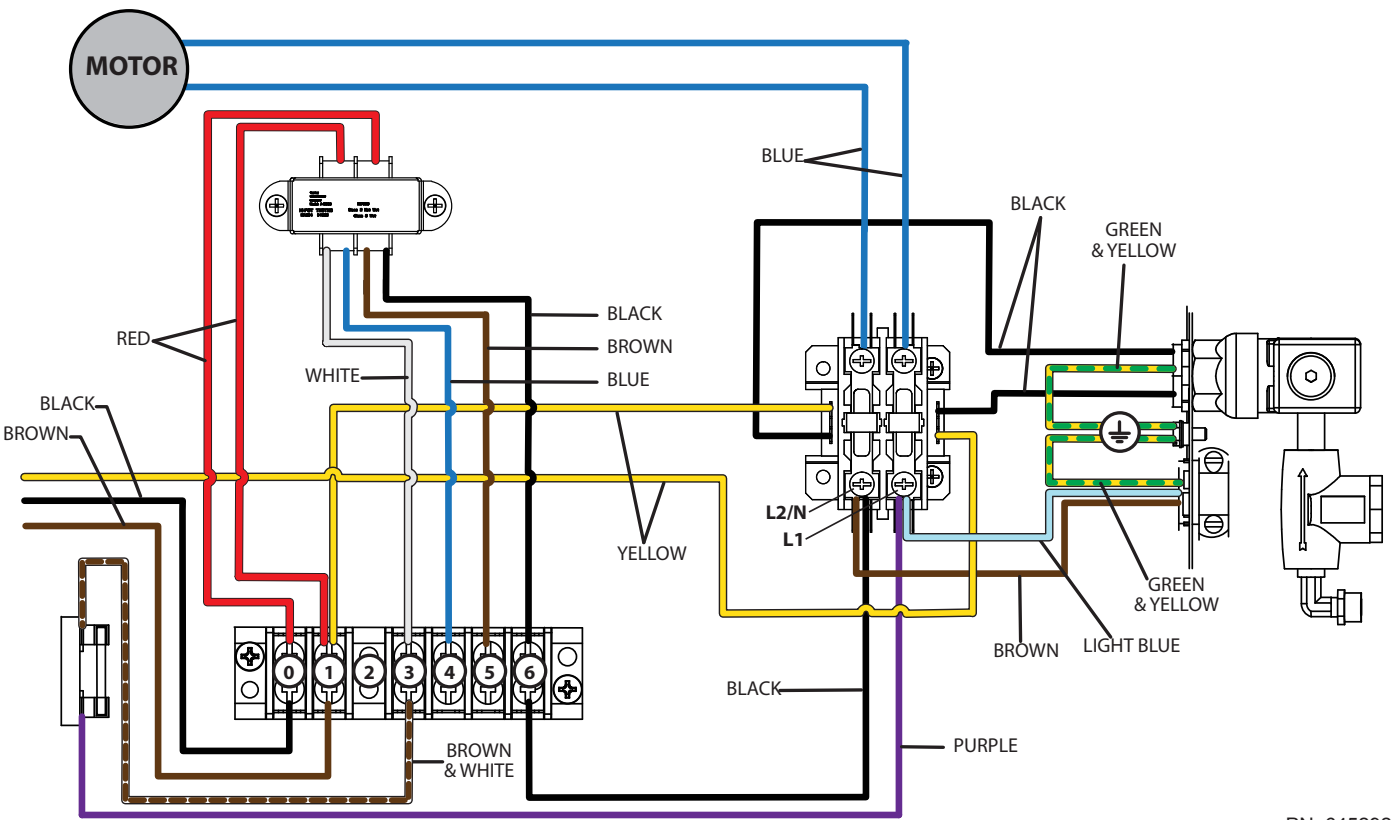 MOTOR
BLUE
BLACK
GREEN
& YELLOW
RED
BLACK
BROWN
WHITE
BLUE
BLACK
BROWN
L2/N
L1
YELLOW
GREEN
& YELLOW
BROWN
LIGHT BLUE
0
1
2
3
4
5
6
BLACK
BROWN
& WHITE
PURPLE